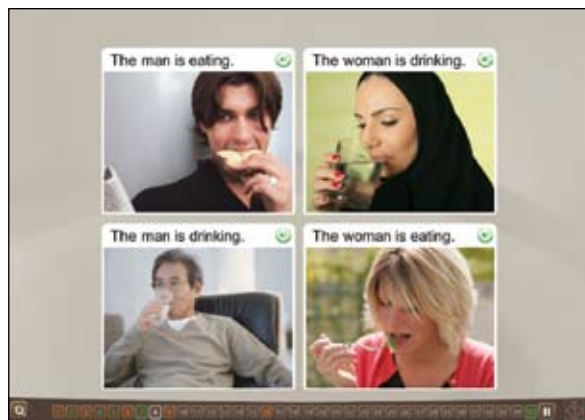 The man is eating.
The woman is drinking.
The man is drinking.
The woman is eating.